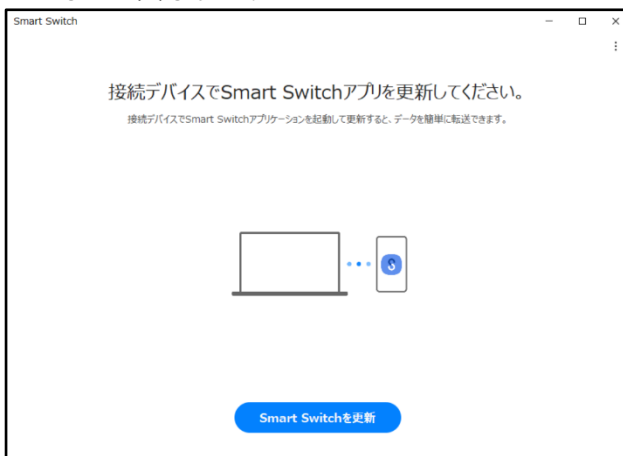 Smart Switch
接続デバイスでSmart Switchアプリを更新してください。
接続デバイスでSmart Switchアプリケーションを起動して更新すると、データを簡単に転送できます。
Smart Switchを更新